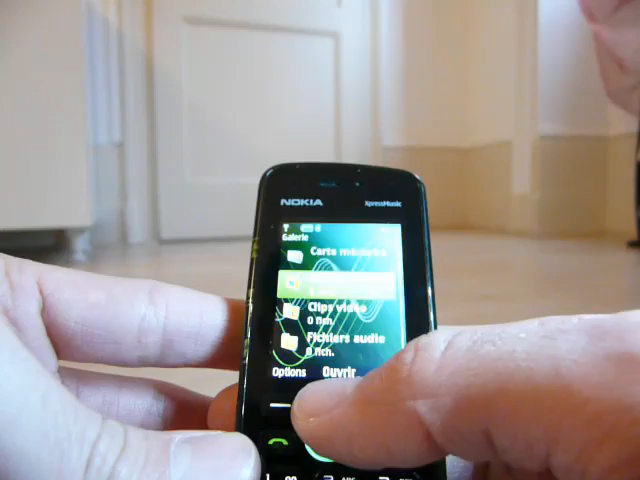 NOKIA XpressMusic
Galerie
Carte mémoire
Clips vidéo
0 fich.
Fichiers audio
0 fich.
Options Ouvrir